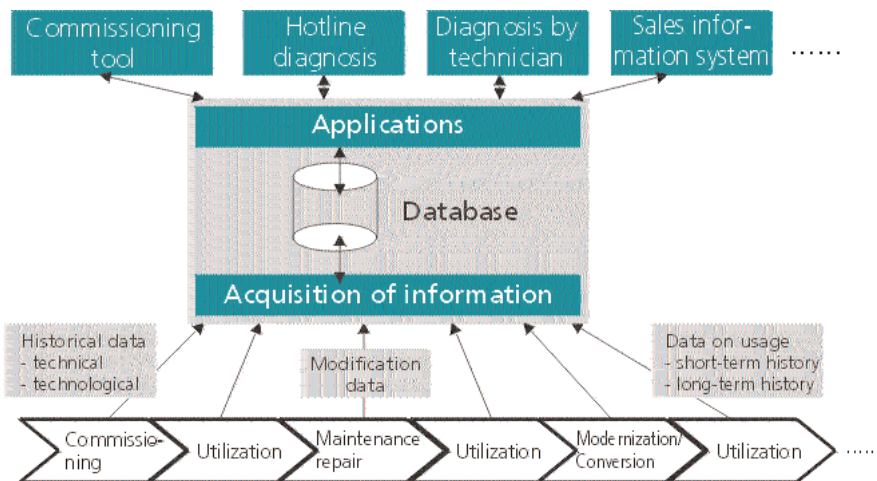 Commissioning
tool
Hotline
diagnosis
Diagnosis by
technician
Sales infor-
mation system
......
Applications
Database
Acquisition of information
Historical data
- technical
- technological
Modification
data
Data on usage
- short-term history
- long-term history
Commissio-
ning
Utilization
Maintenance
repair
Utilization
Modernization/
Conversion
Utilization
.....